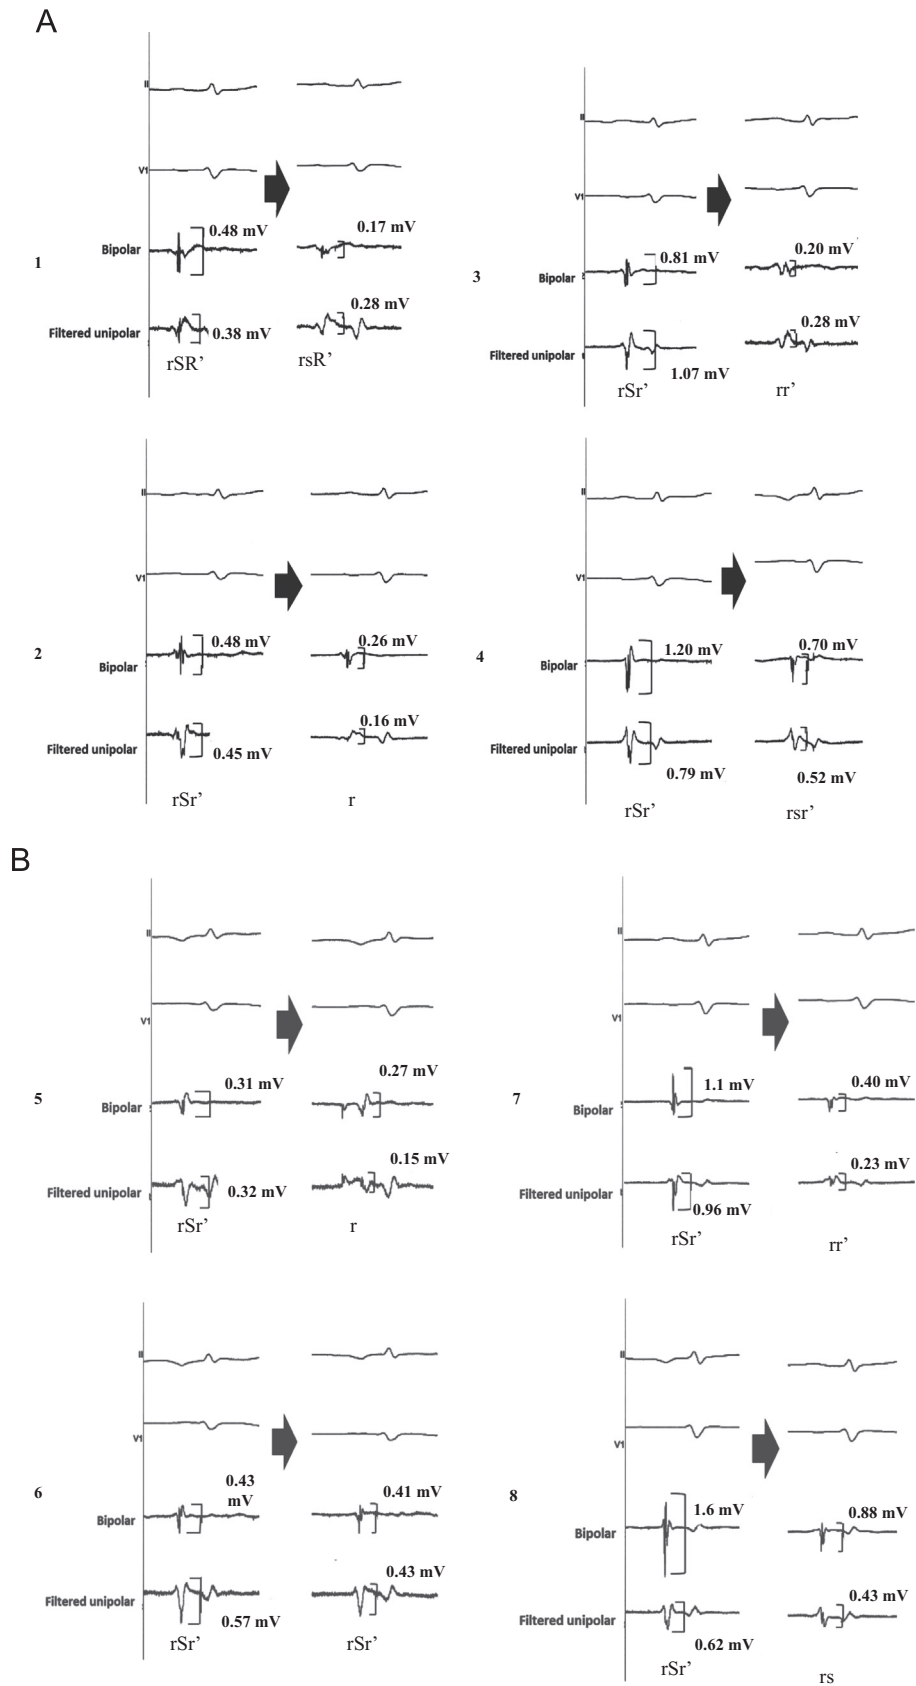 A
II
V1
Bipolar
0.48 mV
0.17 mV
1
Filtered unipolar
0.38 mV
0.28 mV
rSR’
rsR’
II
V1
Bipolar
0.81 mV
0.20 mV
3
Filtered unipolar
1.07 mV
0.28 mV
rSr’
rr’
II
V1
Bipolar
0.48 mV
0.26 mV
2
Filtered unipolar
0.45 mV
0.16 mV
rSr’
r
II
V1
Bipolar
1.20 mV
0.70 mV
4
Filtered unipolar
0.79 mV
0.52 mV
rSr’
rsr’
B
II
V1
Bipolar
0.31 mV
0.27 mV
5
Filtered unipolar
0.32 mV
0.15 mV
rSr’
r
II
V1
Bipolar
1.1 mV
0.40 mV
7
Filtered unipolar
0.96 mV
0.23 mV
rSr’
rr’
II
V1
Bipolar
0.43
mV
0.41 mV
6
Filtered unipolar
0.57 mV
0.43 mV
rSr’
rSr’
II
V1
Bipolar
1.6 mV
0.88 mV
8
Filtered unipolar
0.62 mV
0.43 mV
rSr’
rs